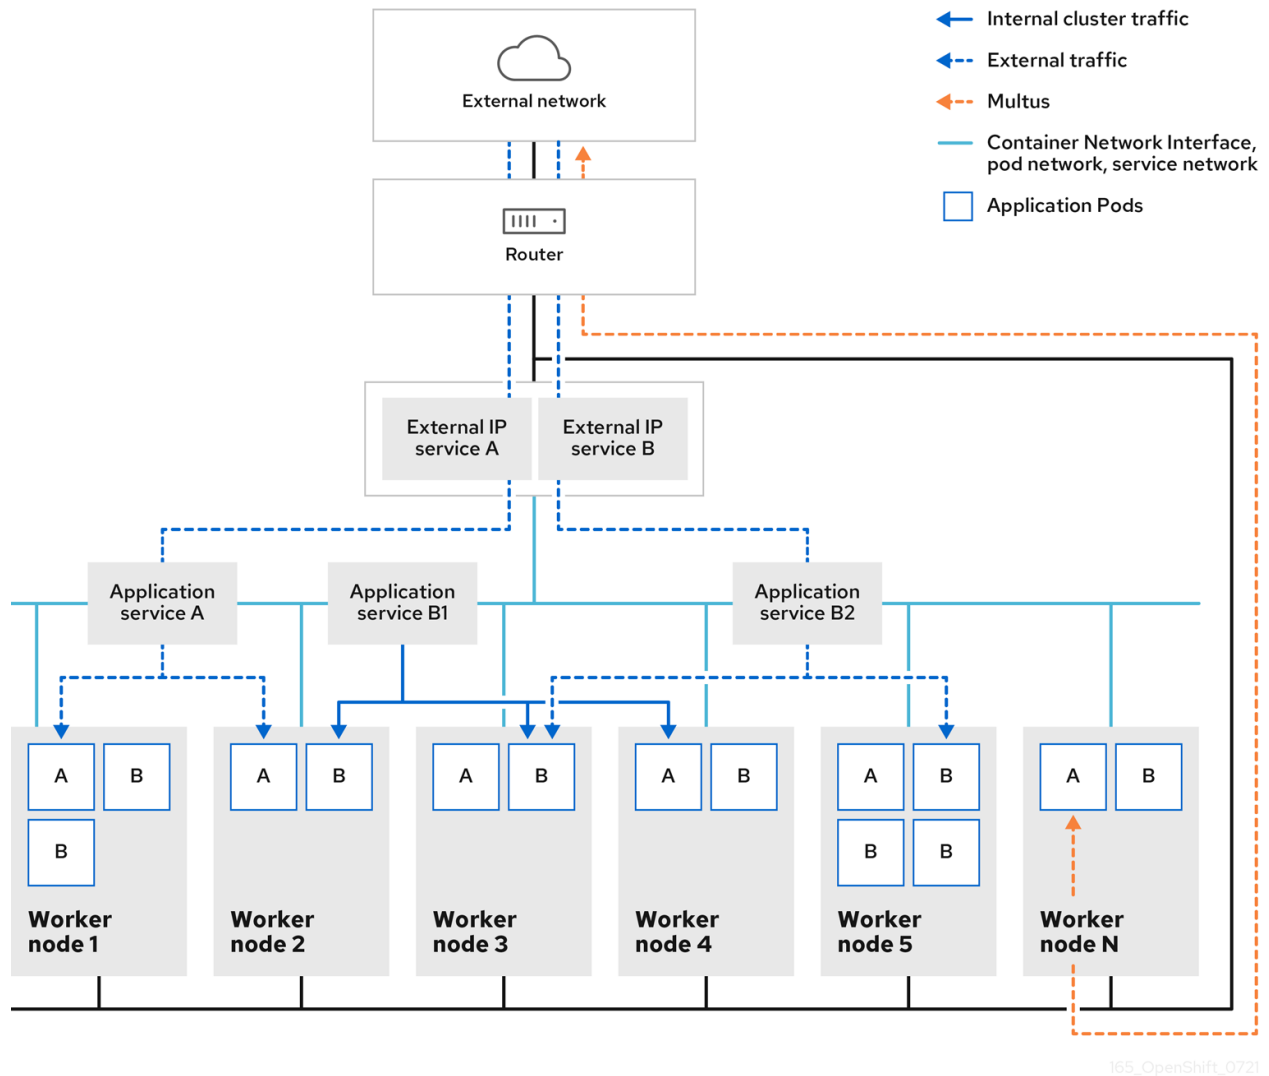 External network
Router
Internal cluster traffic
External traffic
Multus
Container Network Interface,
pod network, service network
Application Pods
External IP
service A
External IP
service B
Application
service A
Application
service B1
Application
service B2
A
B
B
Worker
node 1
A
B
Worker
node 2
A
B
Worker
node 3
A
B
Worker
node 4
A
B
B
B
Worker
node 5
A
B
Worker
node N
165_OpenShift_0721